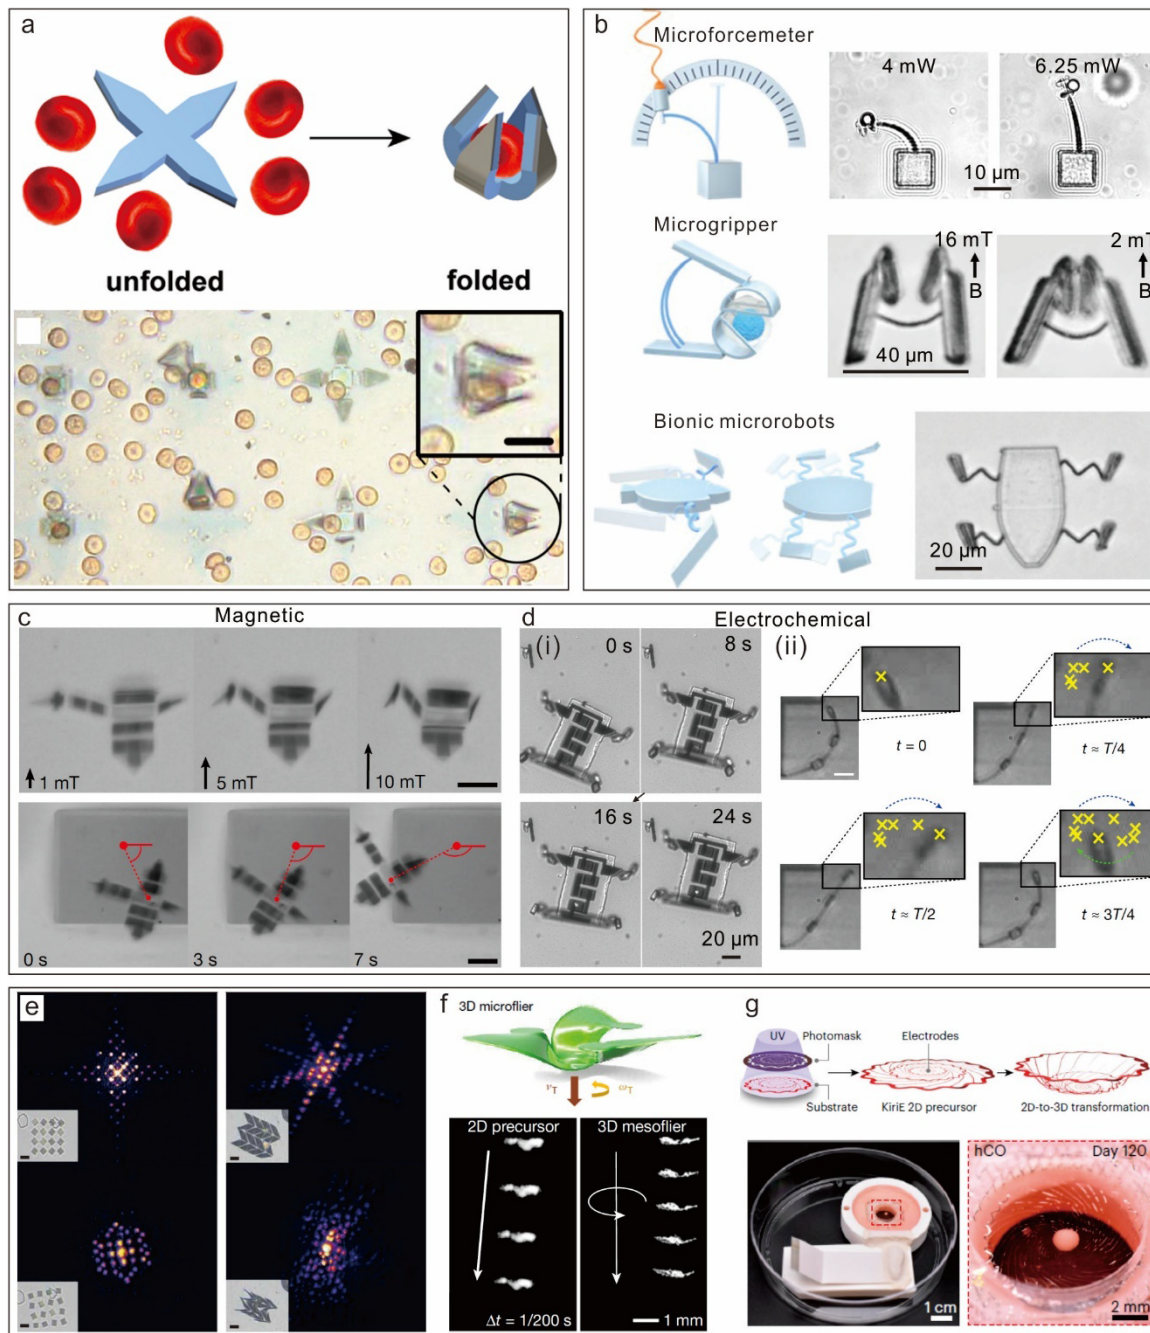 a
unfolded
folded
b
Microforcemeter
4 mW
6.25 mW
10 µm
Microgripper
16 mT
B
2 mT
B
40 µm
Bionic microrobots
20 µm
c
Magnetic
1 mT
5 mT
10 mT
0 s
3 s
7 s
d
Electrochemical
(i)
0 s
8 s
16 s
24 s
20 µm
(ii)
t = 0
t ≈ T/4
t ≈ T/2
t ≈ 3T/4
e
f
3D microflier
vT
ωT
2D precursor
3D mesoflier
Δt = 1/200 s
1 mm
g
UV
Photomask
Electrodes
Substrate
KiriE 2D precursor
2D-to-3D transformation
1 cm
hCO
Day 120
2 mm